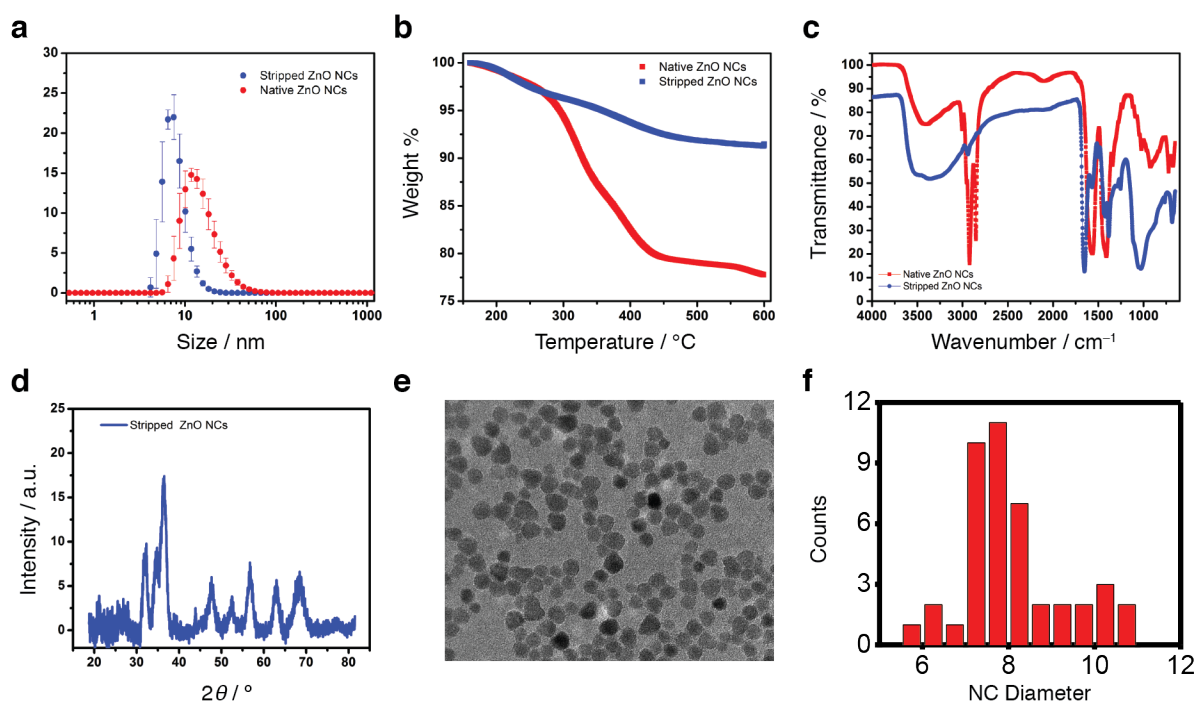 a
30
25
20
15
10
5
0
Stripped ZnO NCs
Native ZnO NCs
1 10 100 1000
Size / nm
b
100
95
90
85
80
75
Weight %
Native ZnO NCs
Stripped ZnO NCs
200 300 400 500 600
Temperature / °C
c
100
90
80
70
60
50
40
30
20
10
0
Transmittance / %
Native ZnO NCs
Stripped ZnO NCs
4000 3500 3000 2500 2000 1500 1000
Wavenumber / cm⁻¹
d
25
20
15
10
5
0
Intensity / a.u.
Stripped ZnO NCs
20 30 40 50 60 70 80
2θ / º
e
f
12
9
6
3
0
Counts
6 8 10 12
NC Diameter